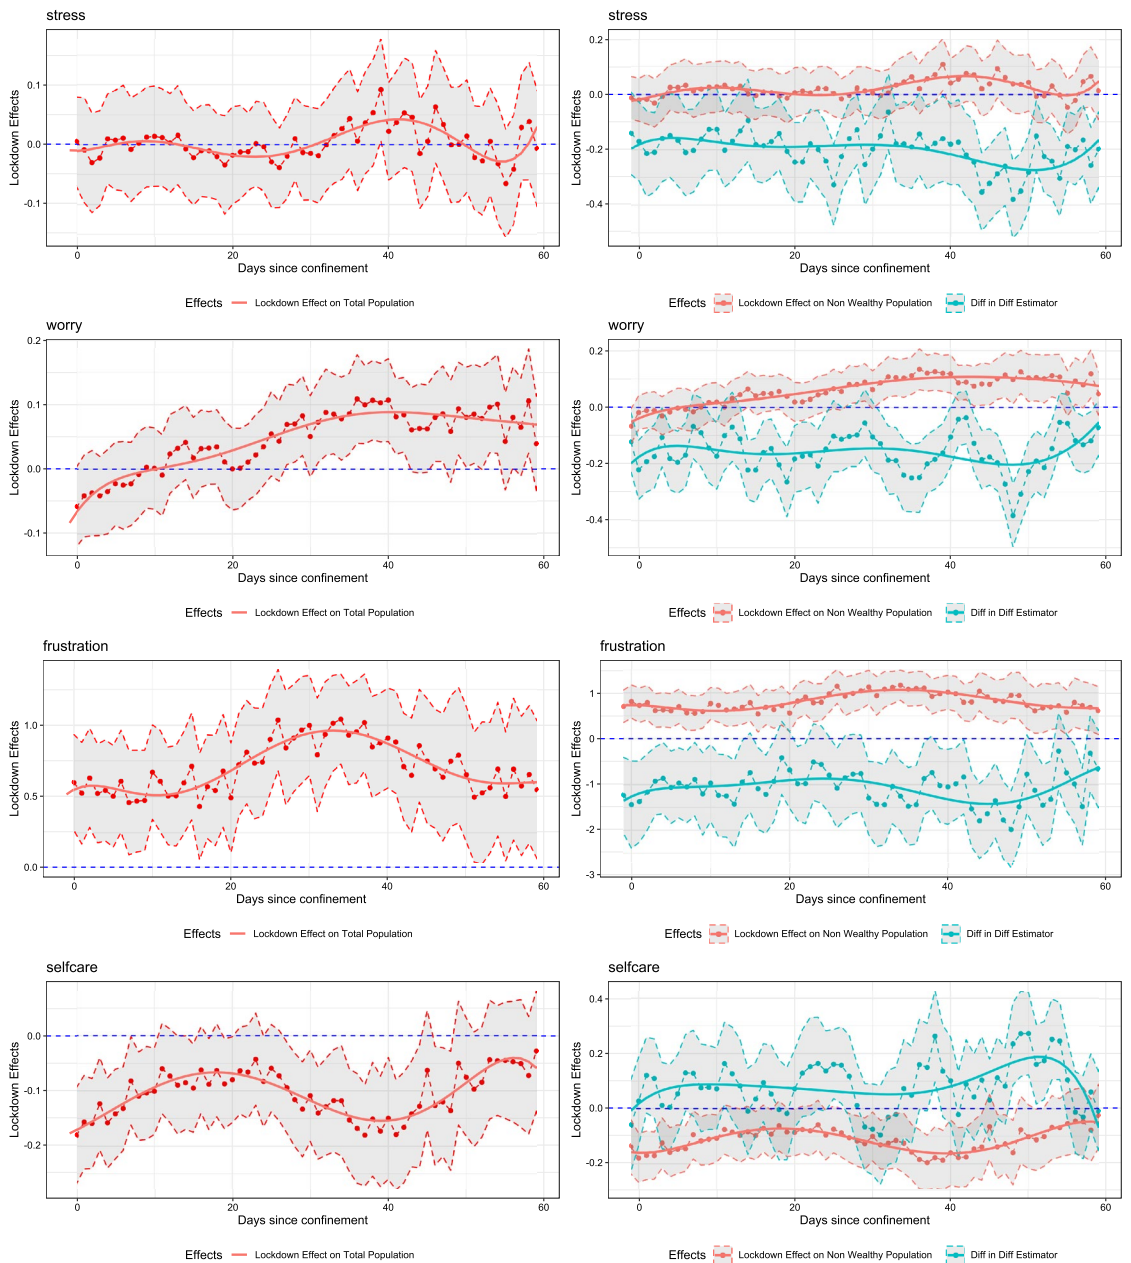 stress
0.1
0.0
-0.1
Lockdown Effects
0
20
40
60
Days since confinement
Effects Lockdown Effect on Total Population
stress
0.2
0.0
-0.2
-0.4
Lockdown Effects
0
20
40
60
Days since confinement
Effects Lockdown Effect on Non Wealthy Population Diff in Diff Estimator
worry
0.2
0.1
0.0
-0.1
Lockdown Effects
0
20
40
60
Days since confinement
Effects Lockdown Effect on Total Population
worry
0.2
0.0
-0.2
-0.4
Lockdown Effects
0
20
40
60
Days since confinement
Effects Lockdown Effect on Non Wealthy Population Diff in Diff Estimator
frustration
1.0
0.5
0.0
Lockdown Effects
0
20
40
60
Days since confinement
Effects Lockdown Effect on Total Population
frustration
1
0
-1
-2
-3
Lockdown Effects
0
20
40
60
Days since confinement
Effects Lockdown Effect on Non Wealthy Population Diff in Diff Estimator
selfcare
0.0
-0.1
-0.2
Lockdown Effects
0
20
40
60
Days since confinement
Effects Lockdown Effect on Total Population
selfcare
0.4
0.2
0.0
-0.2
Lockdown Effects
0
20
40
60
Days since confinement
Effects Lockdown Effect on Non Wealthy Population Diff in Diff Estimator